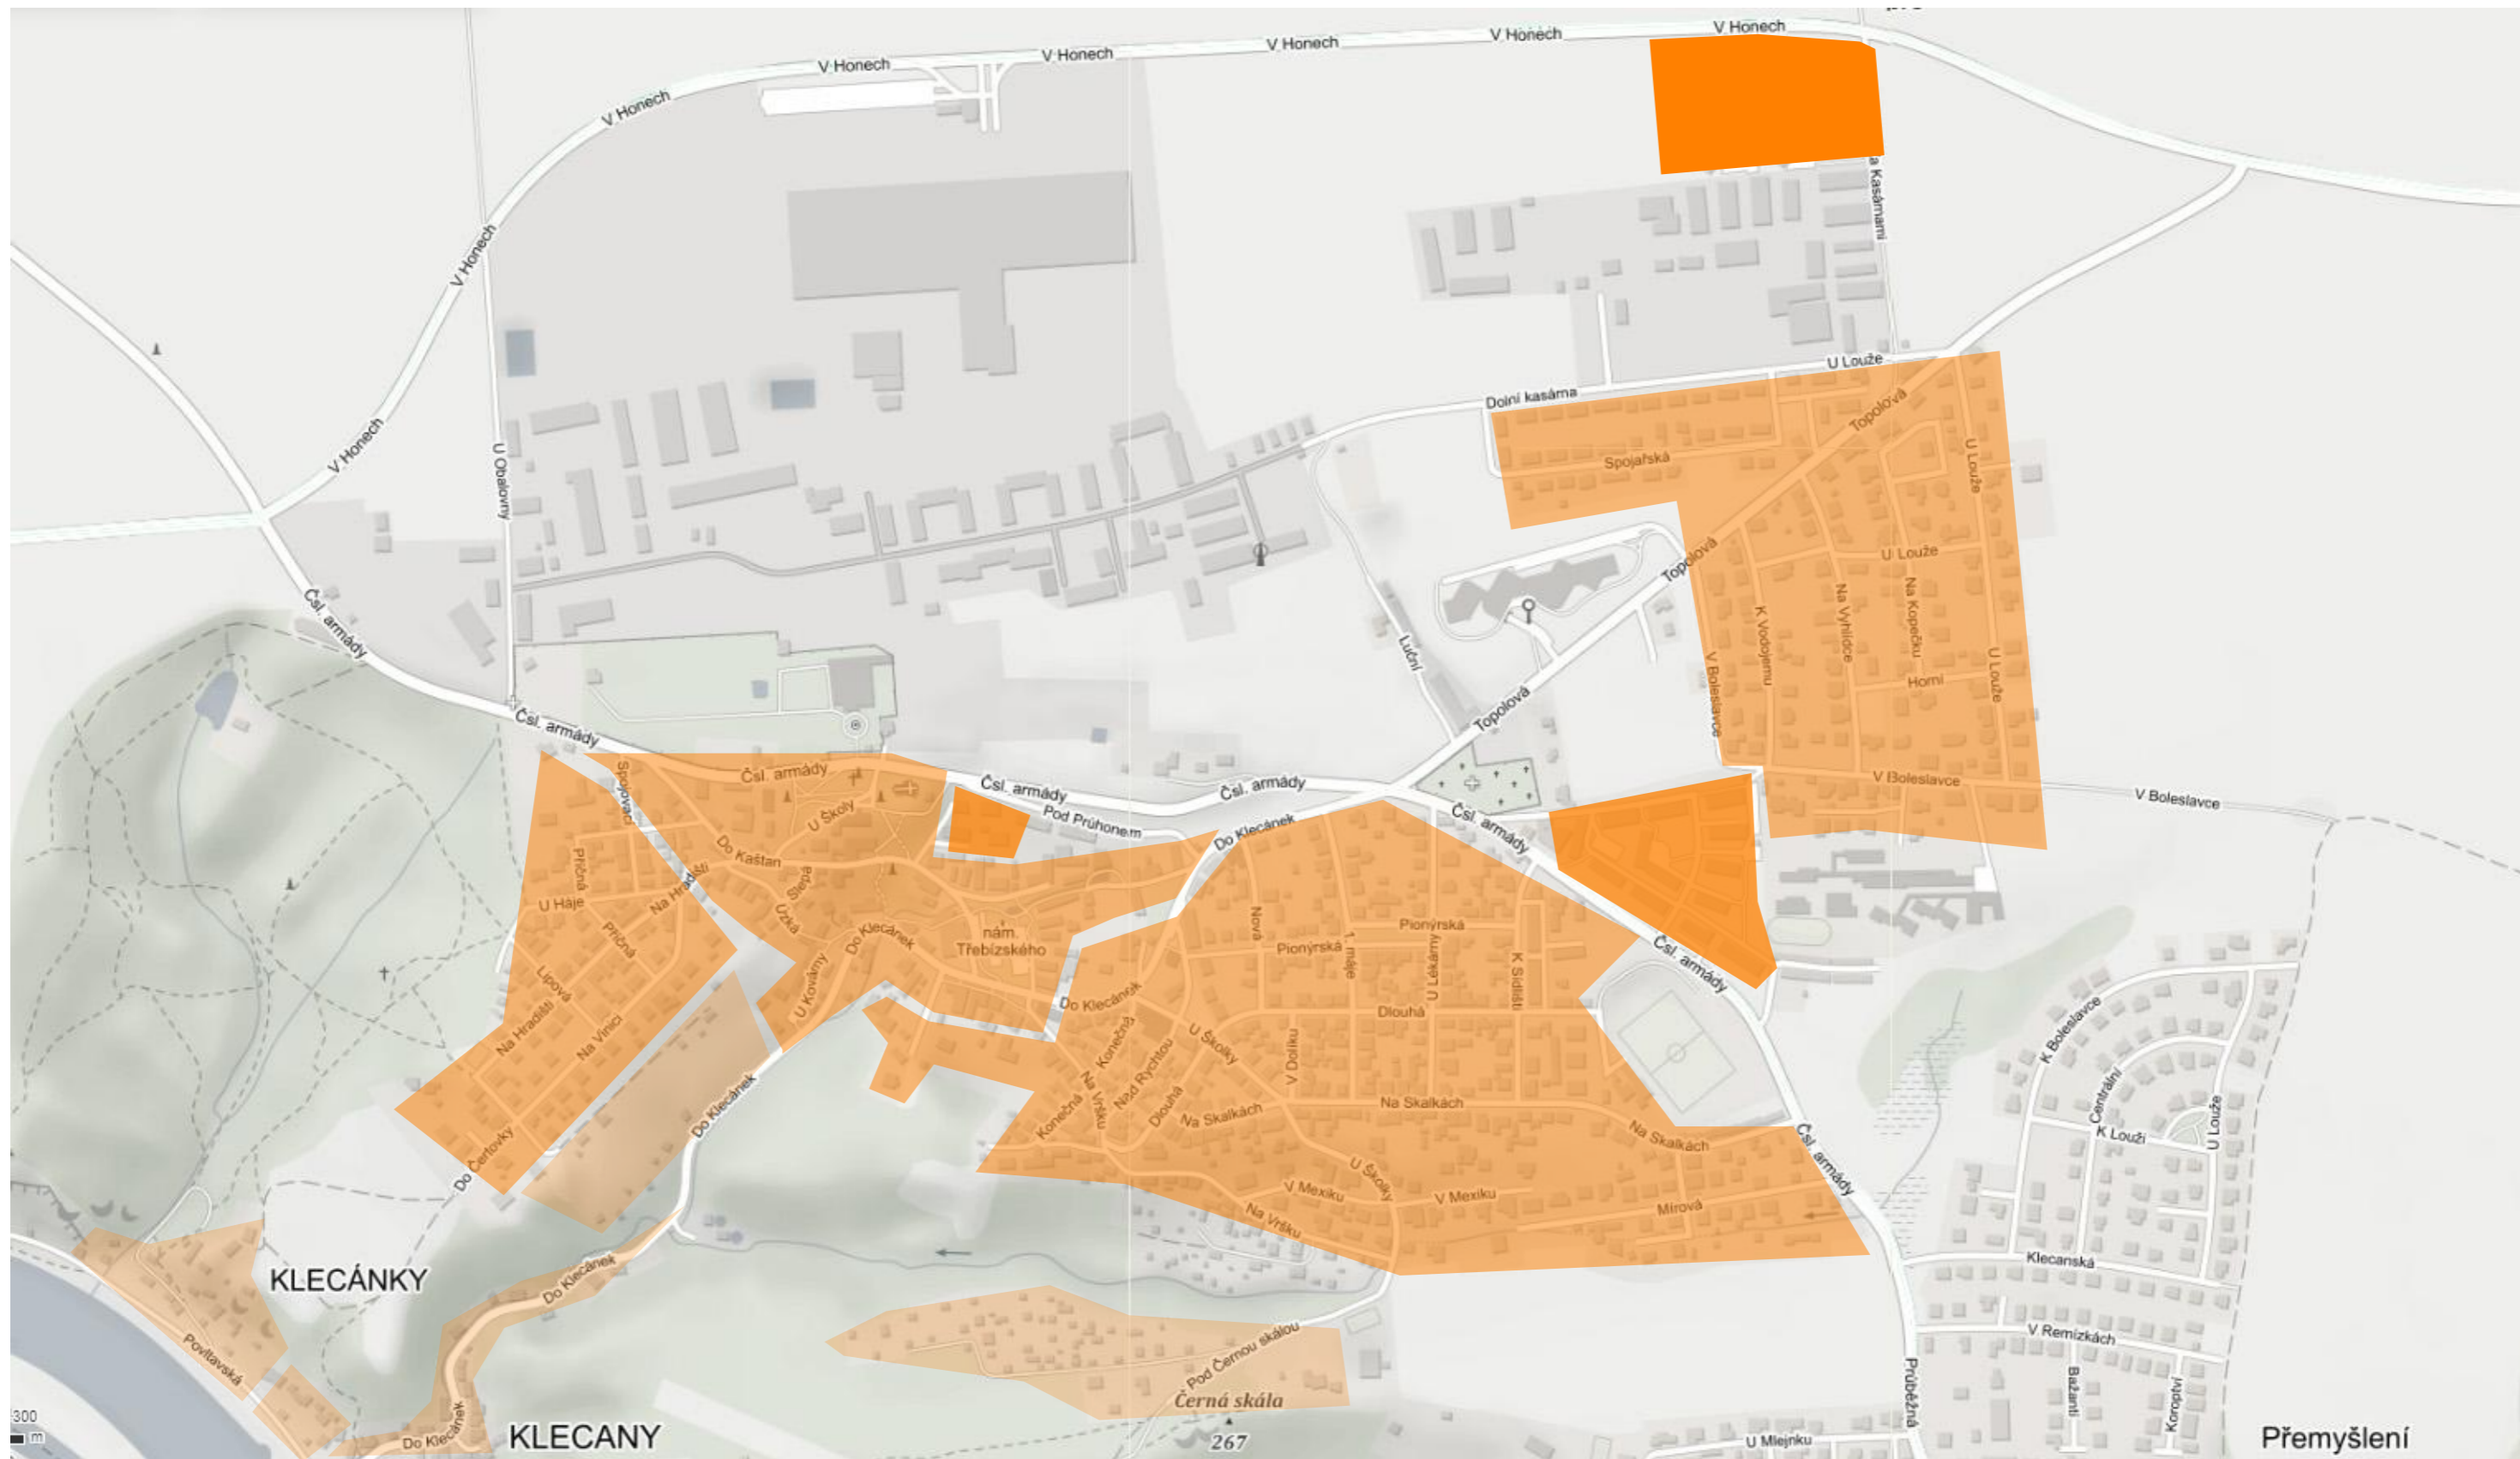 V Honech
V Honech
V Honech
V Honech
V Honech
V Honech
V Honech
V Honech
a Kasárnami
U Louže
Dolní kasárna
Topolová
Spojařská
U Louže
U Obalovny
U Louže
Topolová
Na Vyhlídce
Na Kopečku
K Vodojemu
Čsl. armády
Luční
V Boleslavce
Horní
U Louže
Topolová
Čsl. armády
Spojovací
Čsl. armády
Čsl. armády
Čsl. armády
V Boleslavce
V Boleslavce
U Školy
Pod Průhonem
Do Klecánek
Čsl. armády
Do Kaštan
Příčná
Na Hradišti
Slepá
U Háje
Úzká
Příčná
Do Klecánek
nám.
Třebízského
Nová
Pionýrská
Pionýrská
1. máje
U Lékárny
K Sídlišti
Čsl. armády
Lipová
U Kovárny
Do Klecánek
Na Hradišti
Na Vinici
Konečná
U Školky
Dlouhá
V Dolíku
K Boleslavce
Nad Rychtou
Na Vršku
Konečná
Dlouhá
Na Skalkách
Na Skalkách
Na Skalkách
Centrální
K Louži
U Louže
Do Klecánek
Do Čertovky
Čsl. armády
U Školky
V Mexiku
V Mexiku
Mírová
Na Vršku
Klecanská
KLECÁNKY
Do Klecánek
Povltavská
Pod Černou skálou
Černá skála
267
V Remízkách
Průběžná
Bažantí
Koroptví
300
m
Do Klecánek
KLECANY
U Mlejnku
Přemyšlení